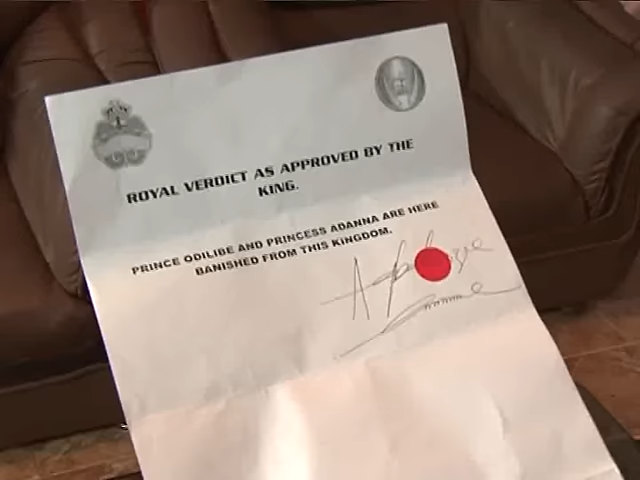 ROYAL VERDICT AS APPROVED BY THE
KING.
PRINCE ODILIBE AND PRINCESS ADANNA ARE HERE
BANISHED FROM THIS KINGDOM.